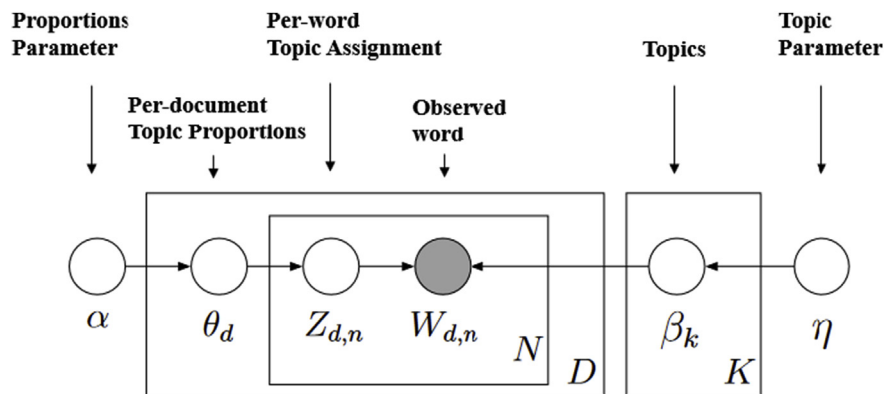 Proportions
Parameter
Per-word
Topic Assignment
Topics
Topic
Parameter
Per-document
Topic Proportions
Observed
word
α
θd
Zd,n
Wd,n
N
D
βk
K
η